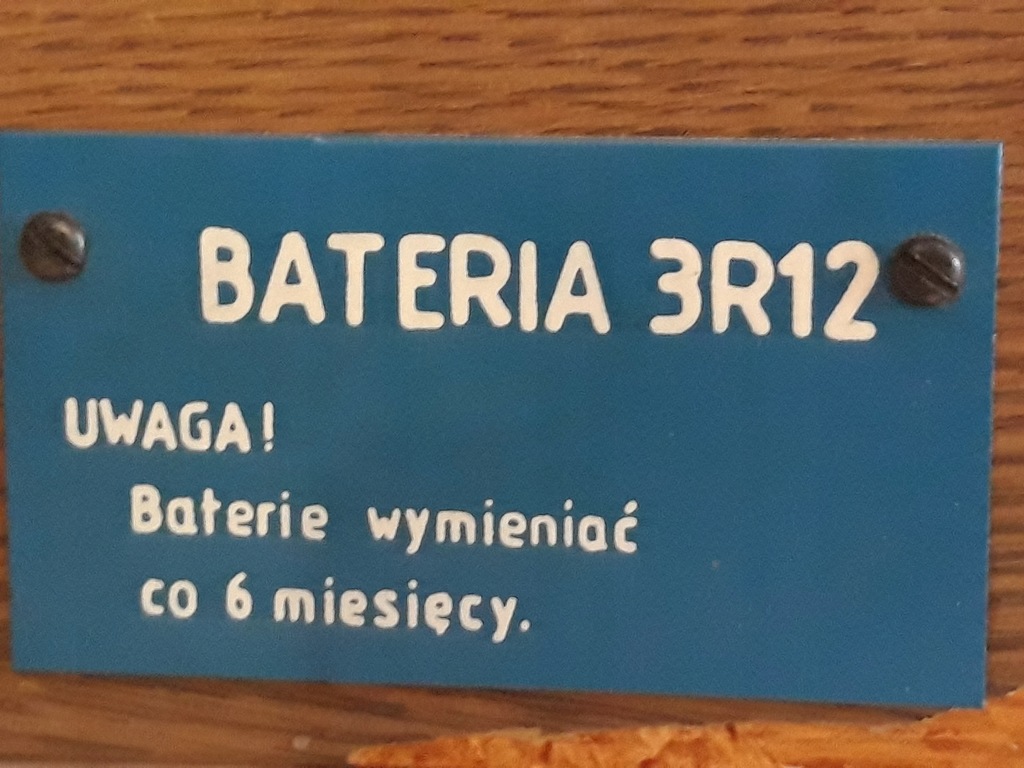 BATERIA 3R12
UWAGA!
Baterie wymieniać
co 6 miesięcy.